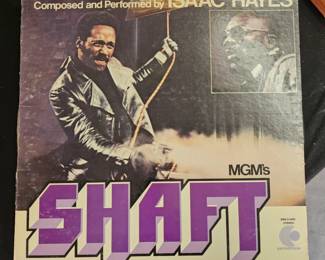 Composed and Performed by ISAAC HAYES
MGM's
SHAFT